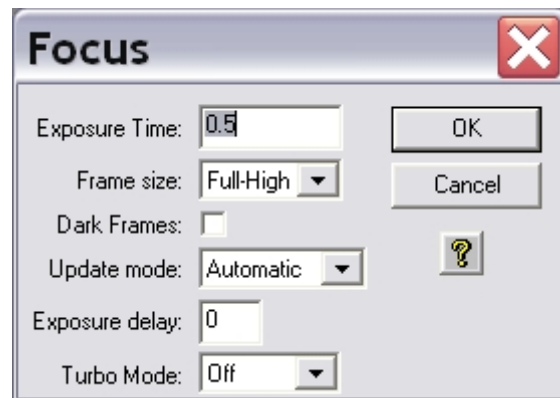 Focus
Exposure Time: 0.5 OK
Frame size: Full-High Cancel
Dark Frames:
Update mode: Automatic ?
Exposure delay: 0
Turbo Mode: Off